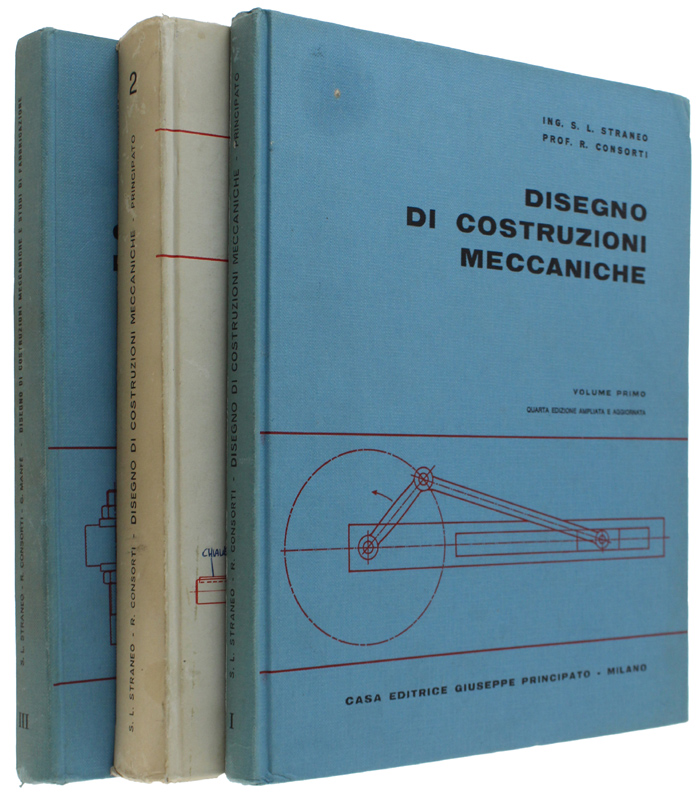 ING. S. L. STRANEO
PROF. R. CONSORTI
DISEGNO
DI COSTRUZIONI
MECCANICHE
VOLUME PRIMO
QUARTA EDIZIONE AMPLIATA E AGGIORNATA
CASA EDITRICE GIUSEPPE PRINCIPATO - MILANO
S. L. STRANEO - R. CONSORTI - DISEGNO DI COSTRUZIONI MECCANICHE - PRINCIPATO
I
2
S. L. STRANEO - R. CONSORTI - DISEGNO DI COSTRUZIONI MECCANICHE - PRINCIPATO
S. L. STRANEO - R. CONSORTI - G. MANFÈ - DISEGNO DI COSTRUZIONI MECCANICHE E STUDI DI FABBRICAZIONE
III